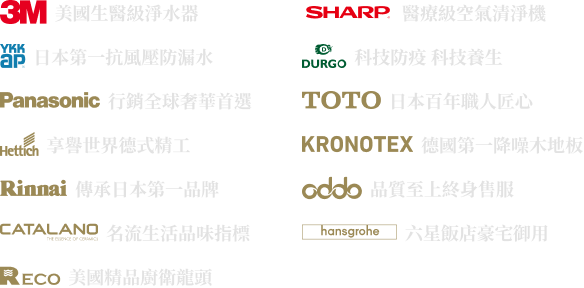 3M 美國生醫級淨水器
SHARP 醫療級空氣清淨機
YKK ap 日本第一抗風壓防漏水
DURGO 科技防疫 科技養生
Panasonic 行銷全球奢華首選
TOTO 日本百年職人匠心
Hettich 享譽世界德式精工
KRONOTEX 德國第一降噪木地板
Rinnai 傳承日本第一品牌
oddo 品質至上終身售服
CATALANO 名流生活品味指標
THE ESSENCE OF CERAMICS
hansgrohe 六星飯店豪宅御用
RECO 美國精品廚衛龍頭